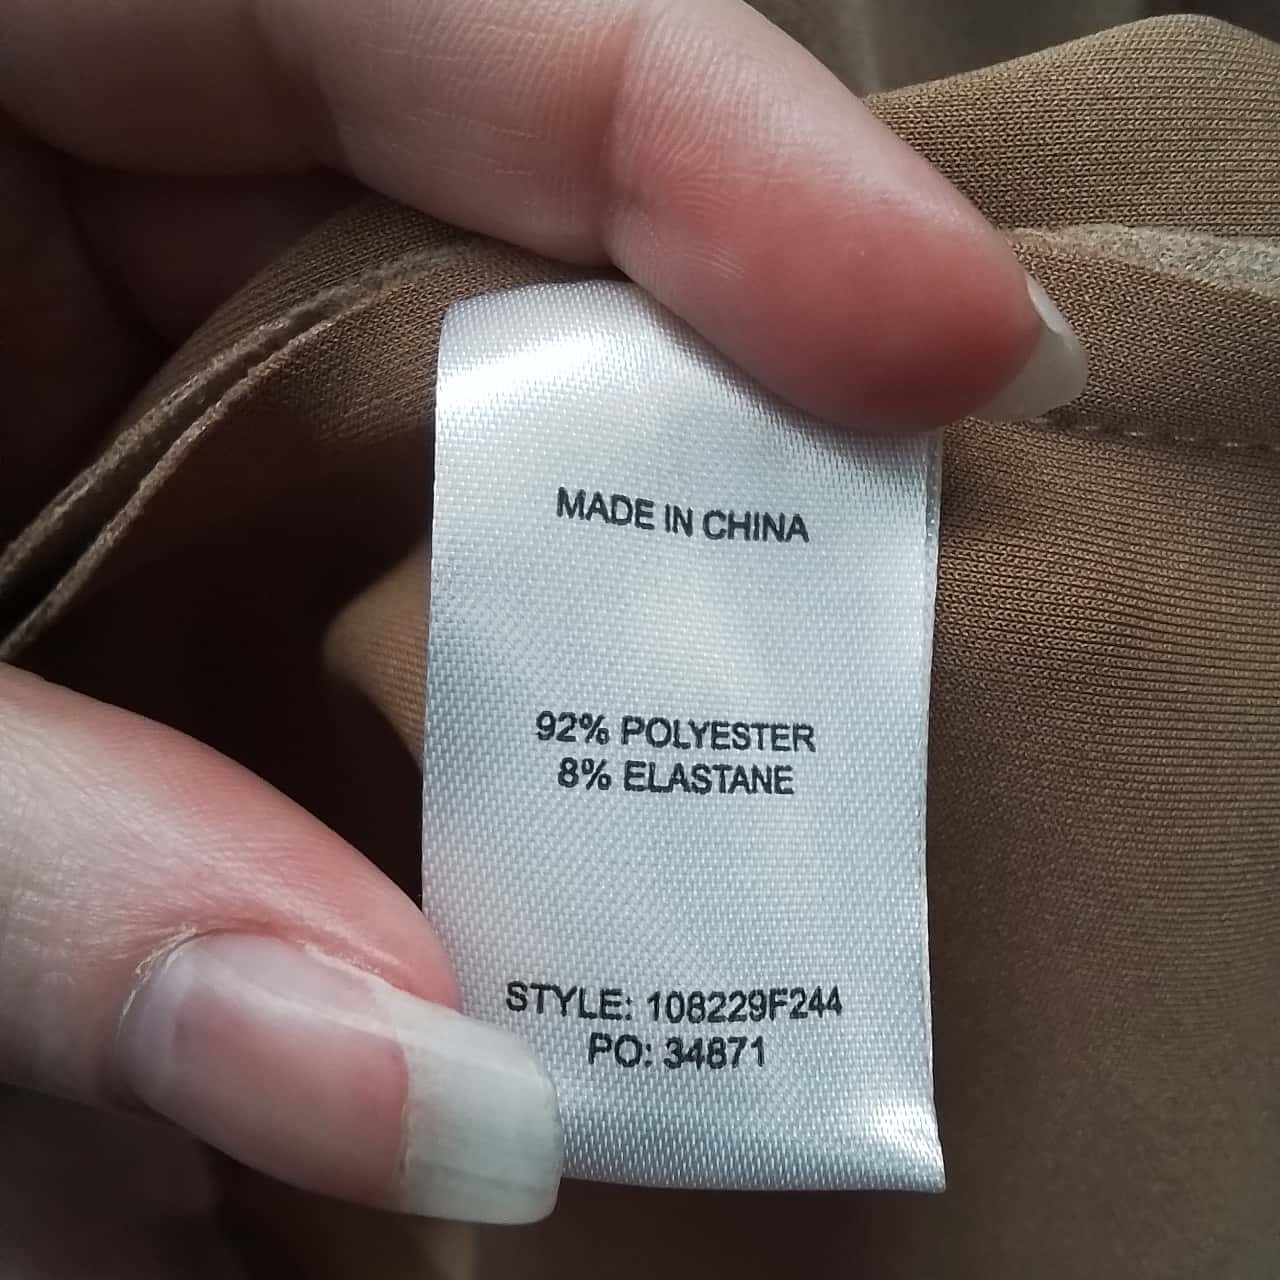 MADE IN CHINA
92% POLYESTER
8% ELASTANE
STYLE: 108229F244
PO: 34871